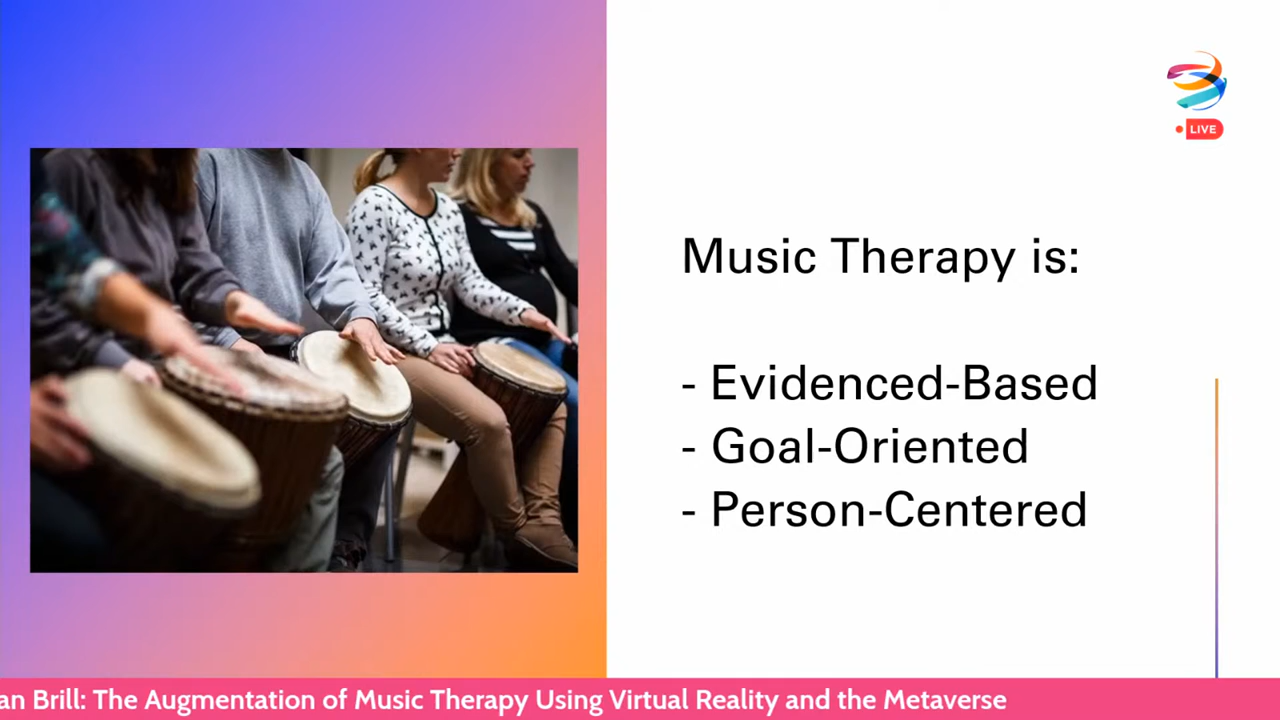 LIVE
Music Therapy is:
- Evidenced-Based
- Goal-Oriented
- Person-Centered
Brill: The Augmentation of Music Therapy Using Virtual Reality and the Metaverse